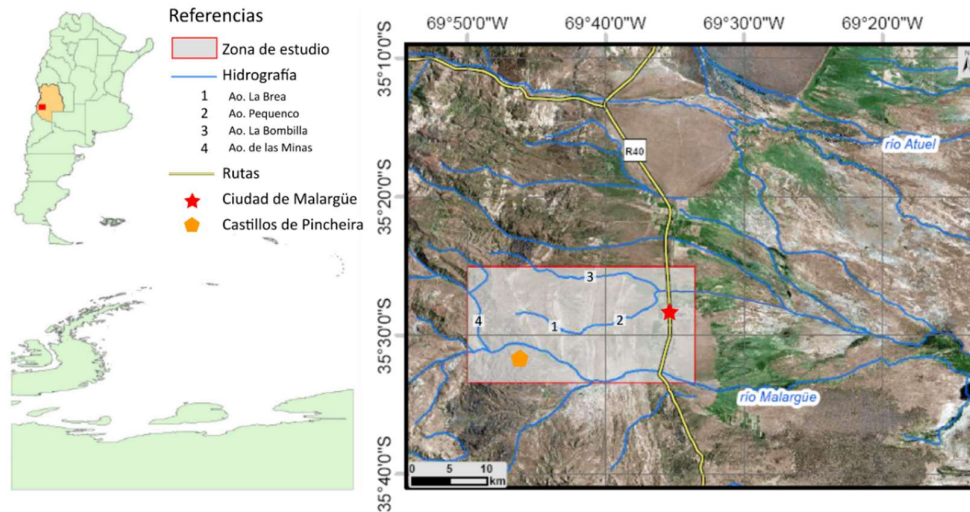 Referencias
Zona de estudio
Hidrografía
1 Ao. La Brea
2 Ao. Pequenco
3 Ao. La Bombilla
4 Ao. de las Minas
Rutas
Ciudad de Malargüe
Castillos de Pincheira
69°50'0"W 69°40'0"W 69°30'0"W 69°20'0"W
35°10'0"S
35°20'0"S
35°30'0"S
35°40'0"S
R40
río Atuel
3
4
1
2
río Malargüe
0 5 10
km